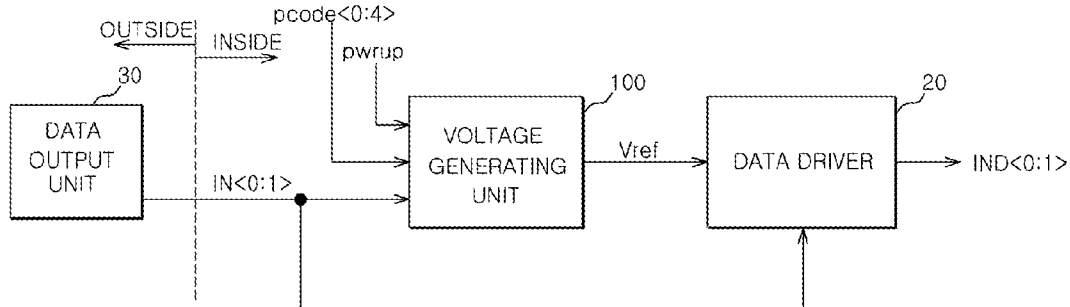 pcode<0:4>
OUTSIDE
INSIDE
pwrup
30
100
20
DATA
OUTPUT
UNIT
VOLTAGE
GENERATING
UNIT
Vref
DATA DRIVER
IND<0:1>
IN<0:1>